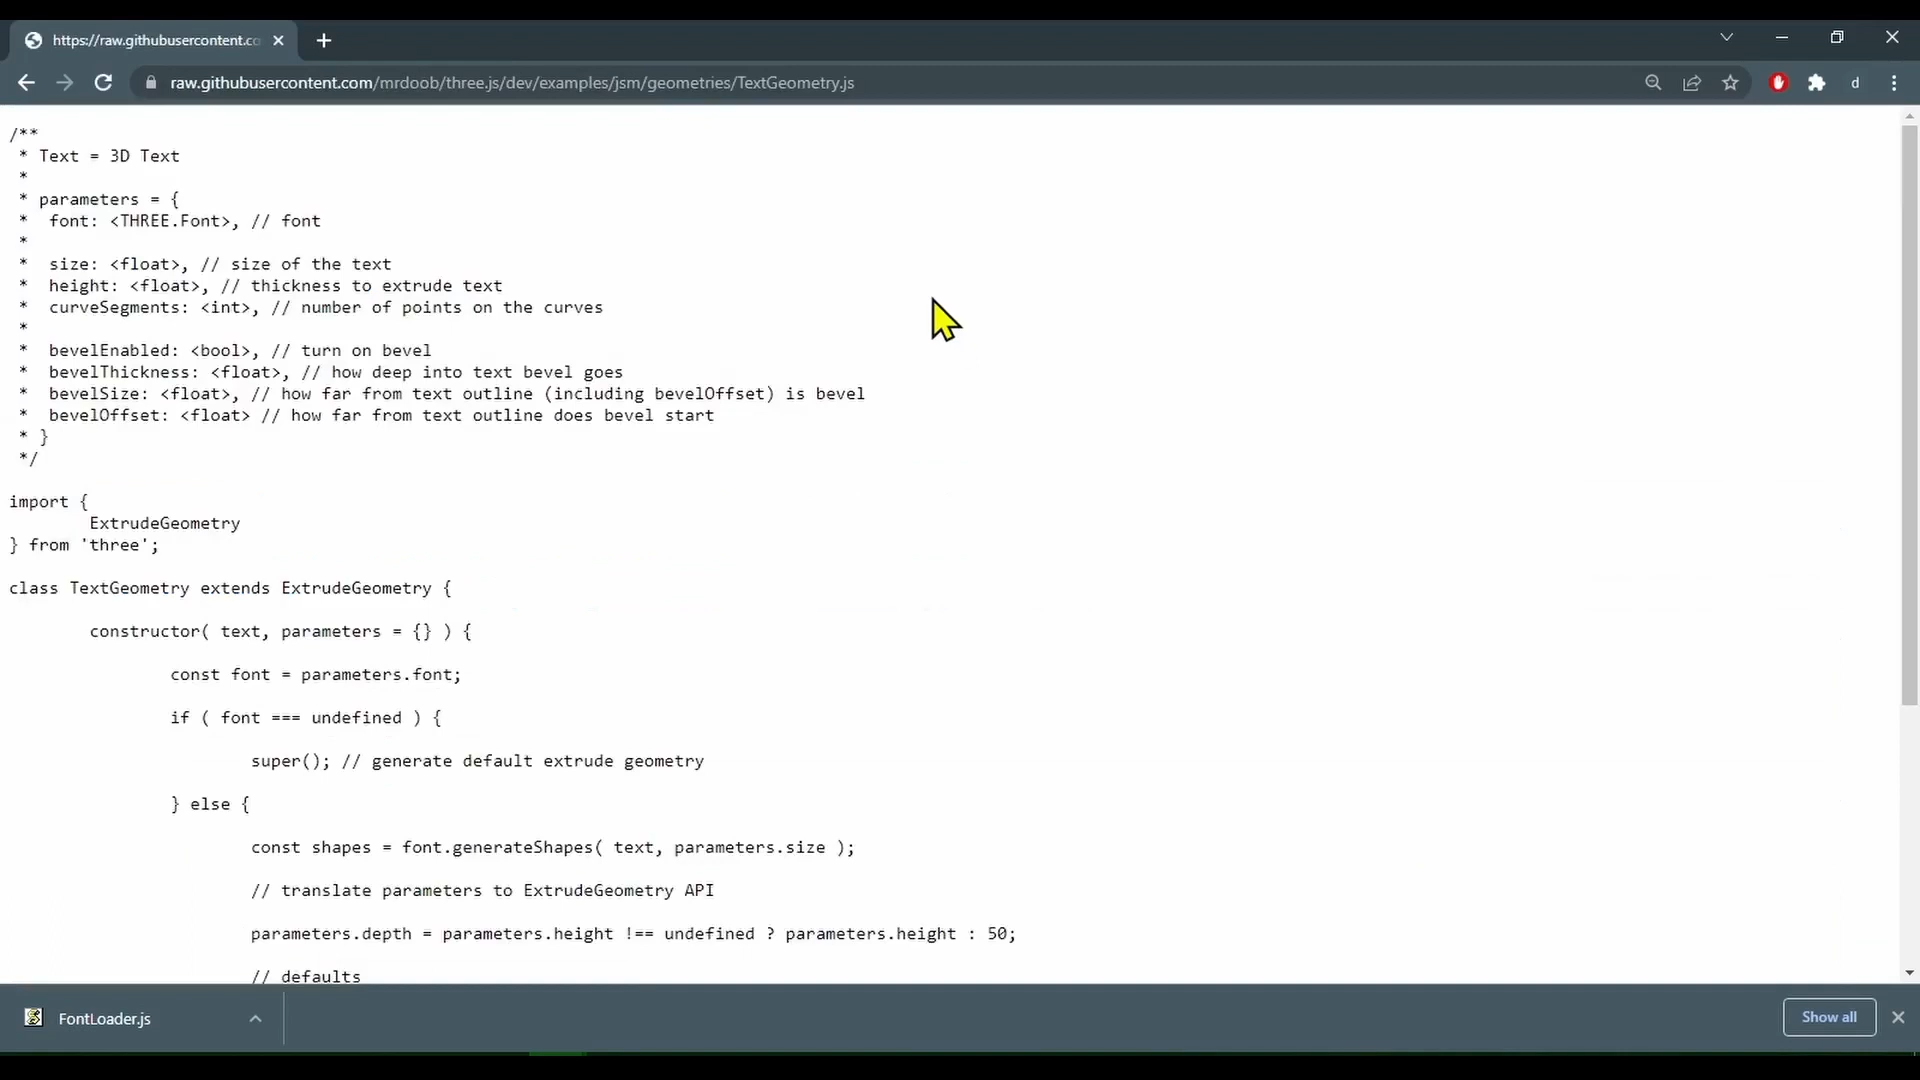 https://raw.githubusercontent.co
raw.githubusercontent.com/mrdoob/three.js/dev/examples/jsm/geometries/TextGeometry.js
d
/**
 * Text = 3D Text
 *
 * parameters = {
 *  font: <THREE.Font>, // font
 *
 *  size: <float>, // size of the text
 *  height: <float>, // thickness to extrude text
 *  curveSegments: <int>, // number of points on the curves
 *
 *  bevelEnabled: <bool>, // turn on bevel
 *  bevelThickness: <float>, // how deep into text bevel goes
 *  bevelSize: <float>, // how far from text outline (including bevelOffset) is bevel
 *  bevelOffset: <float> // how far from text outline does bevel start
 * }
 */
import {
        ExtrudeGeometry
} from 'three';
class TextGeometry extends ExtrudeGeometry {
        constructor( text, parameters = {} ) {
                const font = parameters.font;
                if ( font === undefined ) {
                        super(); // generate default extrude geometry
                } else {
                        const shapes = font.generateShapes( text, parameters.size );
                        // translate parameters to ExtrudeGeometry API
                        parameters.depth = parameters.height !== undefined ? parameters.height : 50;
                        // defaults
FontLoader.js
Show all